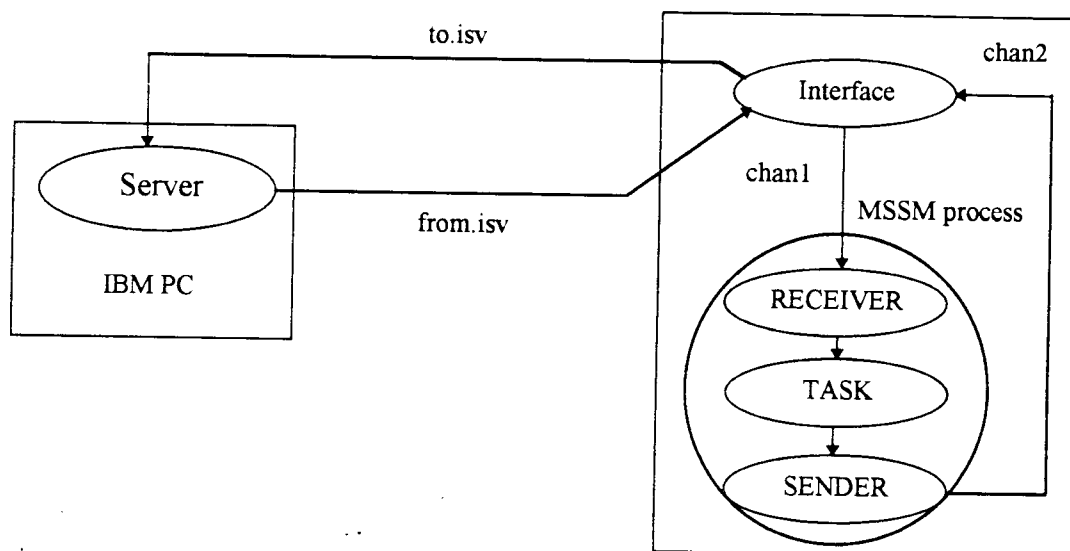 to.isv
chan2
Interface
Server
chan1
from.isv
MSSM process
IBM PC
RECEIVER
TASK
SENDER